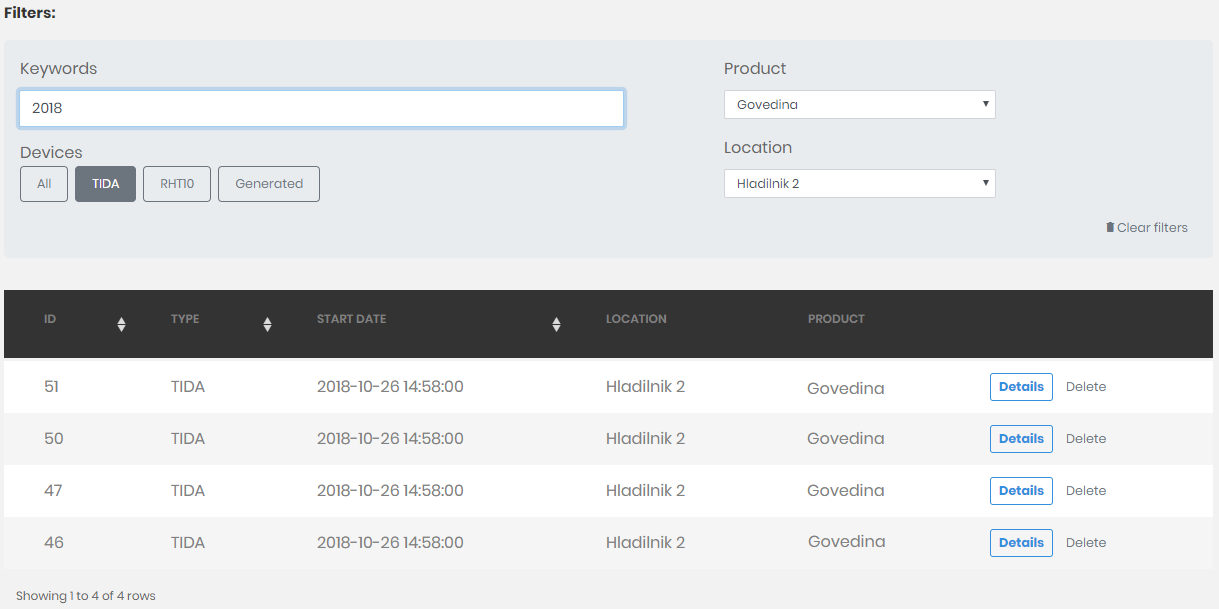 Filters:
Keywords
2018
Devices
All TIDA RHT10 Generated
Product
Govedina
Location
Hladilnik 2
Clear filters
ID TYPE START DATE LOCATION PRODUCT
51 TIDA 2018-10-26 14:58:00 Hladilnik 2 Govedina Details Delete
50 TIDA 2018-10-26 14:58:00 Hladilnik 2 Govedina Details Delete
47 TIDA 2018-10-26 14:58:00 Hladilnik 2 Govedina Details Delete
46 TIDA 2018-10-26 14:58:00 Hladilnik 2 Govedina Details Delete
Showing 1 to 4 of 4 rows